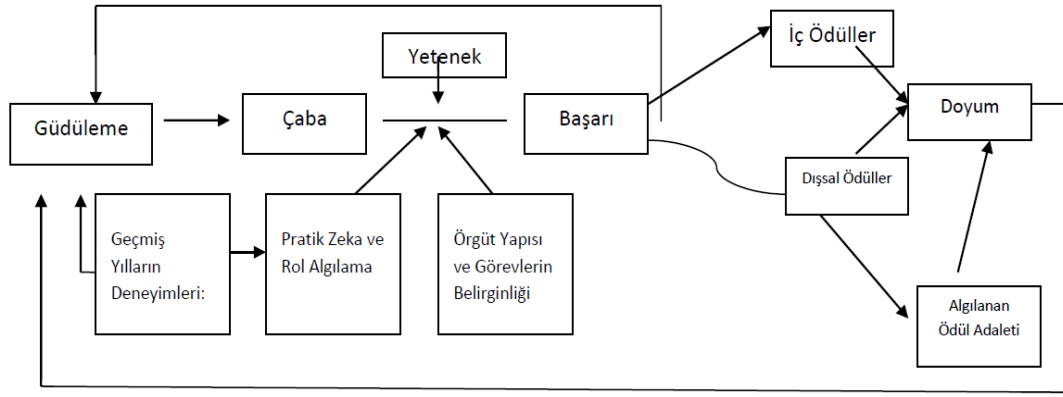 İç Ödüller
Yetenek
Güdüleme
Çaba
Başarı
Doyum
Dışsal Ödüller
Geçmiş
Yılların
Deneyimleri:
Pratik Zeka ve
Rol Algılama
Örgüt Yapısı
ve Görevlerin
Belirginliği
Algılanan
Ödül Adaleti